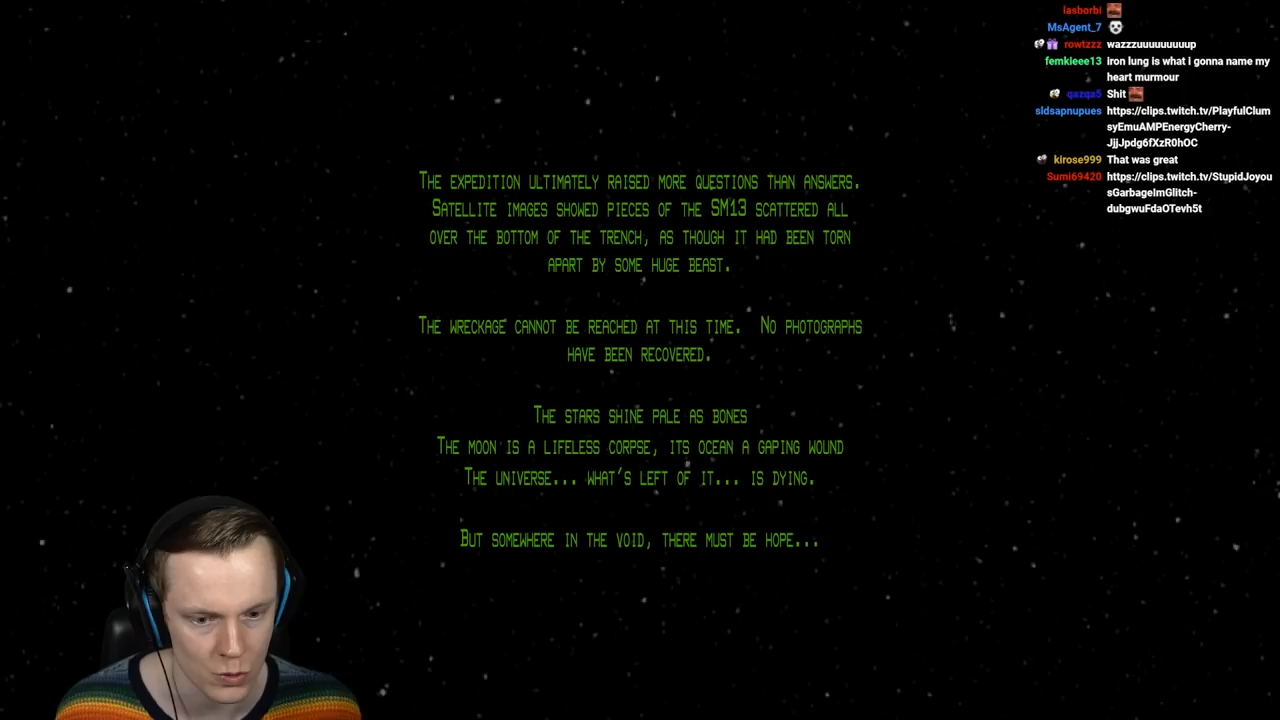 lasborbi
MsAgent_7
rowtzzz wazzzuuuuuuuuup
femkieee13 iron lung is what i gonna name my
heart murmour
qazqa5 Shit
sldsapnupues https://clips.twitch.tv/PlayfulClum
syEmuAMPEnergyCherry-
JjjJpdg6fXzR0hOC
kirose999 That was great
Sumi69420 https://clips.twitch.tv/StupidJoyou
sGarbageImGlitch-
dubgwuFdaOTevh5t
THE EXPEDITION ULTIMATELY RAISED MORE QUESTIONS THAN ANSWERS.
SATELLITE IMAGES SHOWED PIECES OF THE SM13 SCATTERED ALL
OVER THE BOTTOM OF THE TRENCH, AS THOUGH IT HAD BEEN TORN
APART BY SOME HUGE BEAST.
THE WRECKAGE CANNOT BE REACHED AT THIS TIME. NO PHOTOGRAPHS
HAVE BEEN RECOVERED.
THE STARS SHINE PALE AS BONES
THE MOON IS A LIFELESS CORPSE, ITS OCEAN A GAPING WOUND
THE UNIVERSE... WHAT'S LEFT OF IT... IS DYING.
BUT SOMEWHERE IN THE VOID, THERE MUST BE HOPE...